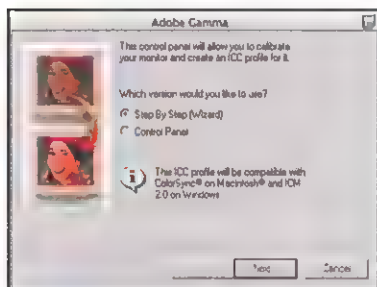 Adobe Gamma
This control panel will allow you to calibrate
your monitor and create an ICC profile for it.
Which version would you like to use?
Step By Step (Wizard)
Control Panel
This ICC profile will be compatible with
ColorSync® on Macintosh® and ICM
2.0 on Windows
Next
Cancel